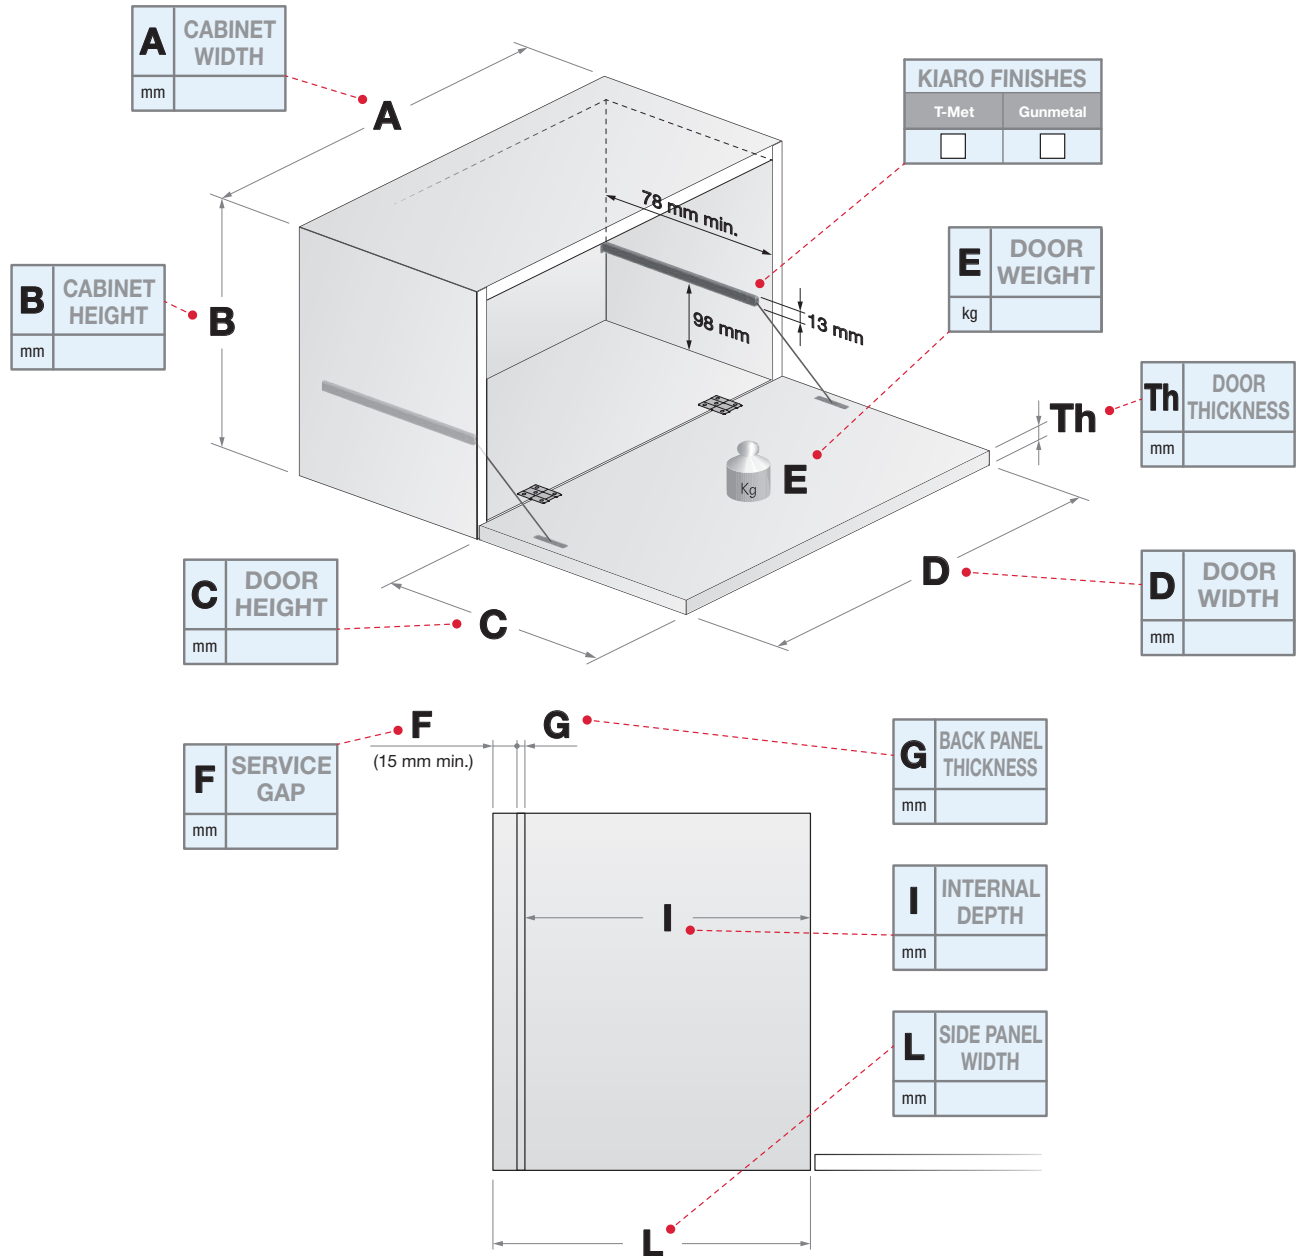 A
CABINET
WIDTH
mm
A
KIARO FINISHES
T-Met
Gunmetal
78 mm min.
E
DOOR
WEIGHT
kg
B
CABINET
HEIGHT
mm
B
98 mm
13 mm
Th
Th
DOOR
THICKNESS
mm
Kg
E
C
DOOR
HEIGHT
mm
C
D
D
DOOR
WIDTH
mm
F
(15 mm min.)
G
F
SERVICE
GAP
mm
G
BACK PANEL
THICKNESS
mm
I
I
INTERNAL
DEPTH
mm
L
SIDE PANEL
WIDTH
mm
L